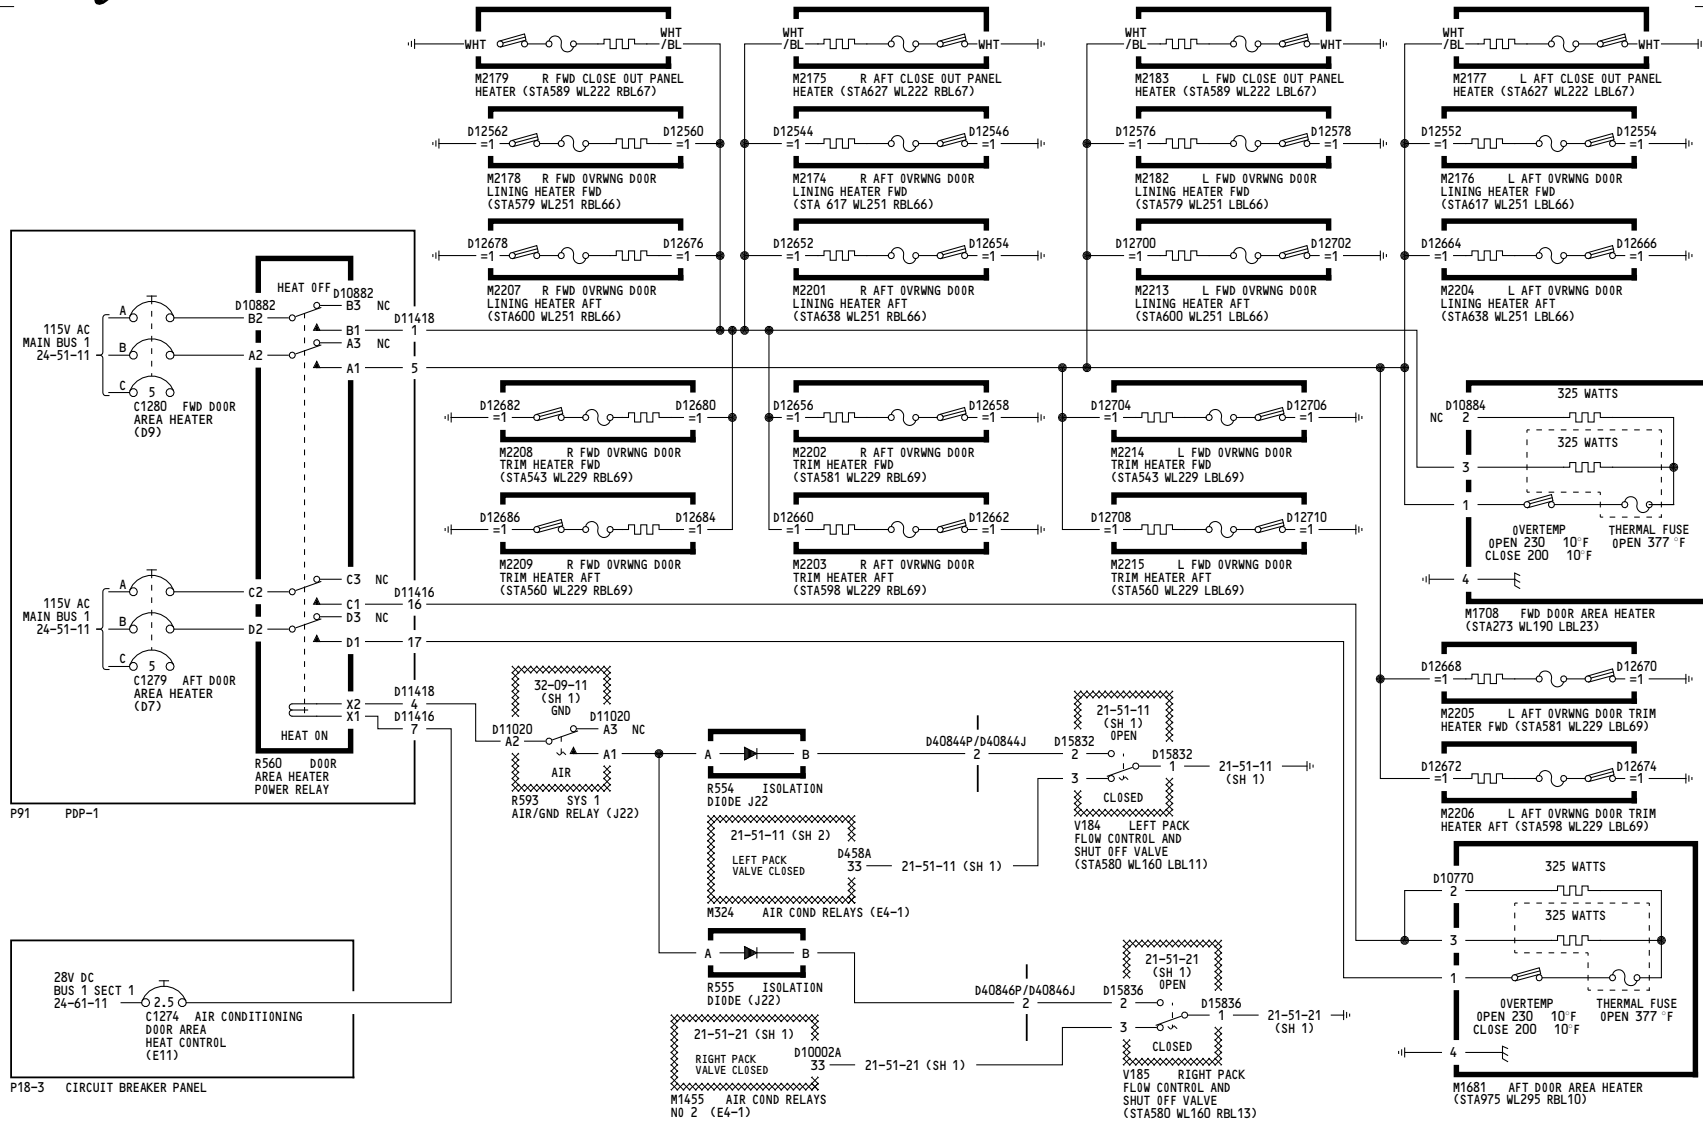 WHT
WHT
/BL
M2179 R FWD CLOSE OUT PANEL
HEATER (STA589 WL222 RBL67)
WHT
/BL
WHT
M2175 R AFT CLOSE OUT PANEL
HEATER (STA627 WL222 RBL67)
WHT
/BL
WHT
M2183 L FWD CLOSE OUT PANEL
HEATER (STA589 WL222 LBL67)
WHT
/BL
WHT
M2177 L AFT CLOSE OUT PANEL
HEATER (STA627 WL222 LBL67)
D12562 D12560
=1 =1
M2178 R FWD OVRWNG DOOR
LINING HEATER FWD
(STA579 WL251 RBL66)
D12544 D12546
=1 =1
M2174 R AFT OVRWNG DOOR
LINING HEATER FWD
(STA 617 WL251 RBL66)
D12576 D12578
=1 =1
M2182 L FWD OVRWNG DOOR
LINING HEATER FWD
(STA579 WL251 LBL66)
D12552 D12554
=1 =1
M2176 L AFT OVRWNG DOOR
LINING HEATER FWD
(STA617 WL251 LBL66)
D12678 D12676
=1 =1
M2207 R FWD OVRWNG DOOR
LINING HEATER AFT
(STA600 WL251 RBL66)
D12652 D12654
=1 =1
M2201 R AFT OVRWNG DOOR
LINING HEATER AFT
(STA638 WL251 RBL66)
D12700 D12702
=1 =1
M2213 L FWD OVRWNG DOOR
LINING HEATER AFT
(STA600 WL251 LBL66)
D12664 D12666
=1 =1
M2204 L AFT OVRWNG DOOR
LINING HEATER AFT
(STA638 WL251 LBL66)
115V AC
MAIN BUS 1
24-51-11
A
B
C 5
C1280 FWD DOOR
AREA HEATER
(D9)
HEAT OFF
D10882 D10882
B2 B3 NC
B1
A2 A3 NC
A1
D11418
1
5
D12682 D12680
=1 =1
M2208 R FWD OVRWNG DOOR
TRIM HEATER FWD
(STA543 WL229 RBL69)
D12656 D12658
=1 =1
M2202 R AFT OVRWNG DOOR
TRIM HEATER FWD
(STA581 WL229 RBL69)
D12704 D12706
=1 =1
M2214 L FWD OVRWNG DOOR
TRIM HEATER FWD
(STA543 WL229 LBL69)
D12686 D12684
=1 =1
M2209 R FWD OVRWNG DOOR
TRIM HEATER AFT
(STA560 WL229 RBL69)
D12660 D12662
=1 =1
M2203 R AFT OVRWNG DOOR
TRIM HEATER AFT
(STA598 WL229 RBL69)
D12708 D12710
=1 =1
M2215 L FWD OVRWNG DOOR
TRIM HEATER AFT
(STA560 WL229 LBL69)
325 WATTS
D10884
NC 2
325 WATTS
3
1
OVERTEMP THERMAL FUSE
OPEN 230 10°F OPEN 377 °F
CLOSE 200 10°F
4
M1708 FWD DOOR AREA HEATER
(STA273 WL190 LBL23)
115V AC
MAIN BUS 1
24-51-11
A
B
C 5
C1279 AFT DOOR
AREA HEATER
(D7)
C2 C3 NC
C1
D2 D3 NC
D1
D11416
16
17
X2
X1
D11418
4
D11416
7
HEAT ON
R560 DOOR
AREA HEATER
POWER RELAY
P91 PDP-1
32-09-11
(SH 1)
GND
D11020 D11020
A2 A3 NC
A1
AIR
R593 SYS 1
AIR/GND RELAY (J22)
A B
R554 ISOLATION
DIODE J22
21-51-11 (SH 2)
LEFT PACK
VALVE CLOSED
D458A
33
21-51-11 (SH 1)
M324 AIR COND RELAYS (E4-1)
D40844P/D40844J
2
21-51-11
(SH 1)
OPEN
D15832 D15832
2
3
1
CLOSED
21-51-11
(SH 1)
V184 LEFT PACK
FLOW CONTROL AND
SHUT OFF VALVE
(STA580 WL160 LBL11)
D12668 D12670
=1 =1
M2205 L AFT OVRWNG DOOR TRIM
HEATER FWD (STA581 WL229 LBL69)
D12672 D12674
=1 =1
M2206 L AFT OVRWNG DOOR TRIM
HEATER AFT (STA598 WL229 LBL69)
A B
R555 ISOLATION
DIODE (J22)
21-51-21 (SH 1)
RIGHT PACK
VALVE CLOSED
D10002A
33
21-51-21 (SH 1)
M1455 AIR COND RELAYS
NO 2 (E4-1)
D40846P/D40846J
2
21-51-21
(SH 1)
OPEN
D15836 D15836
2
3
1
CLOSED
21-51-21
(SH 1)
V185 RIGHT PACK
FLOW CONTROL AND
SHUT OFF VALVE
(STA580 WL160 RBL13)
325 WATTS
D10770
2
325 WATTS
3
1
OVERTEMP THERMAL FUSE
OPEN 230 10°F OPEN 377 °F
CLOSE 200 10°F
4
M1681 AFT DOOR AREA HEATER
(STA975 WL295 RBL10)
28V DC
BUS 1 SECT 1
24-61-11
2.5
C1274 AIR CONDITIONING
DOOR AREA
HEAT CONTROL
(E11)
P18-3 CIRCUIT BREAKER PANEL